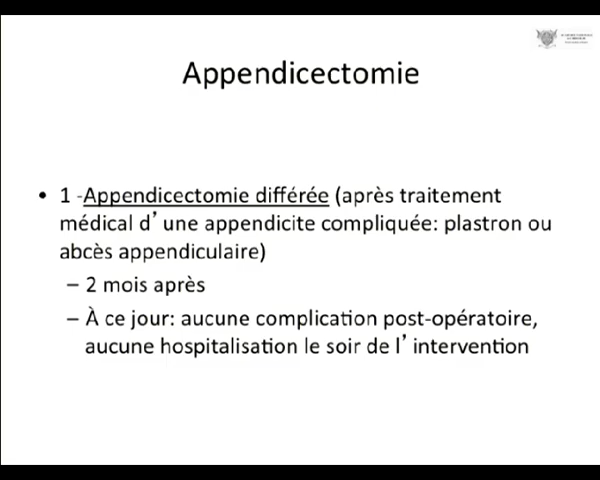 Appendicectomie
• 1 -Appendicectomie différée (après traitement
médical d’une appendicite compliquée: plastron ou
abcès appendiculaire)
– 2 mois après
– À ce jour: aucune complication post-opératoire,
aucune hospitalisation le soir de l’intervention